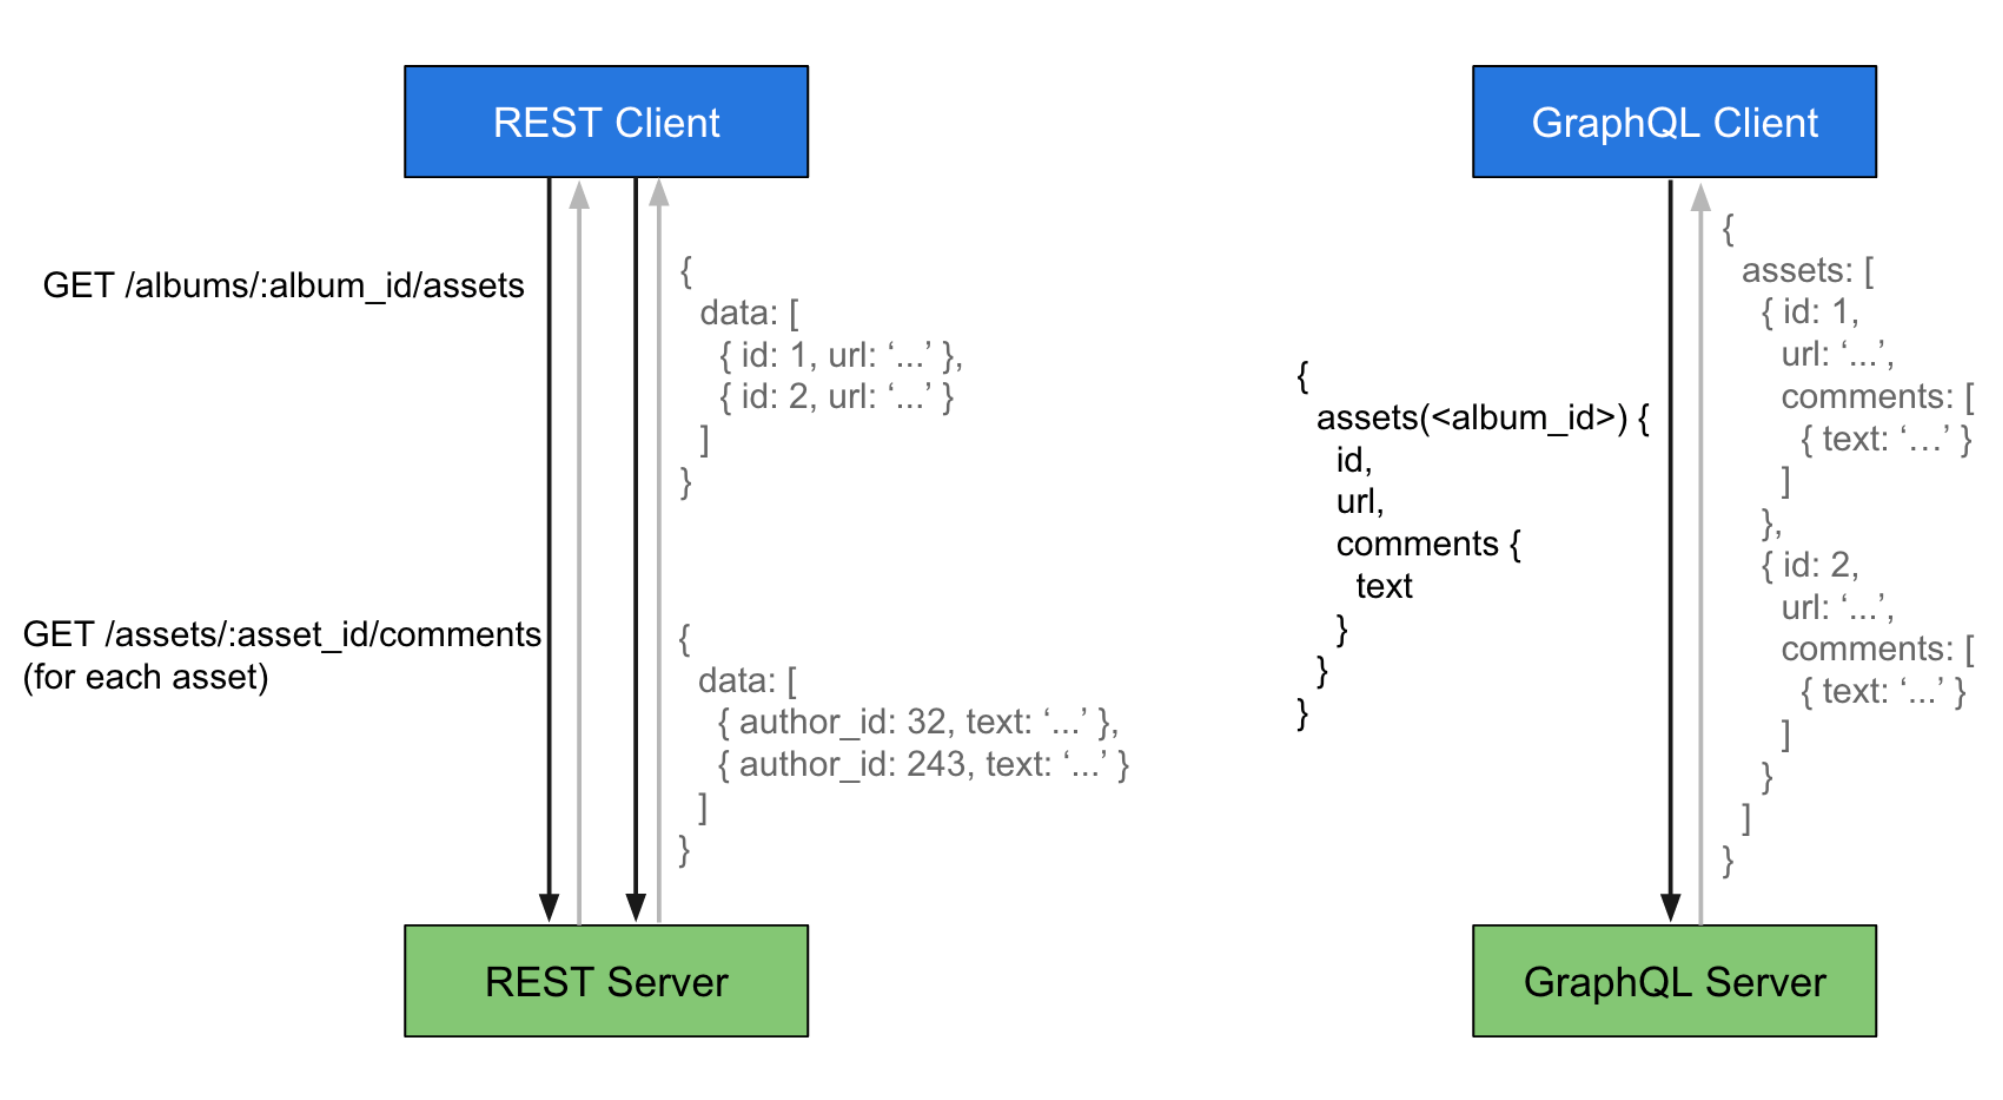 REST Client
GET /albums/:album_id/assets
{
data: [
{ id: 1, url: ‘...’ },
{ id: 2, url: ‘...’ }
]
}
GET /assets/:asset_id/comments
(for each asset)
{
data: [
{ author_id: 32, text: ‘...’ },
{ author_id: 243, text: ‘...’ }
]
}
REST Server
GraphQL Client
{
assets(<album_id>) {
id,
url,
comments {
text
}
}
}
{
assets: [
{ id: 1,
url: ‘...’,
comments: [
{ text: ‘…’ }
]
},
{ id: 2,
url: ‘...’,
comments: [
{ text: ‘...’ }
]
}
]
}
GraphQL Server